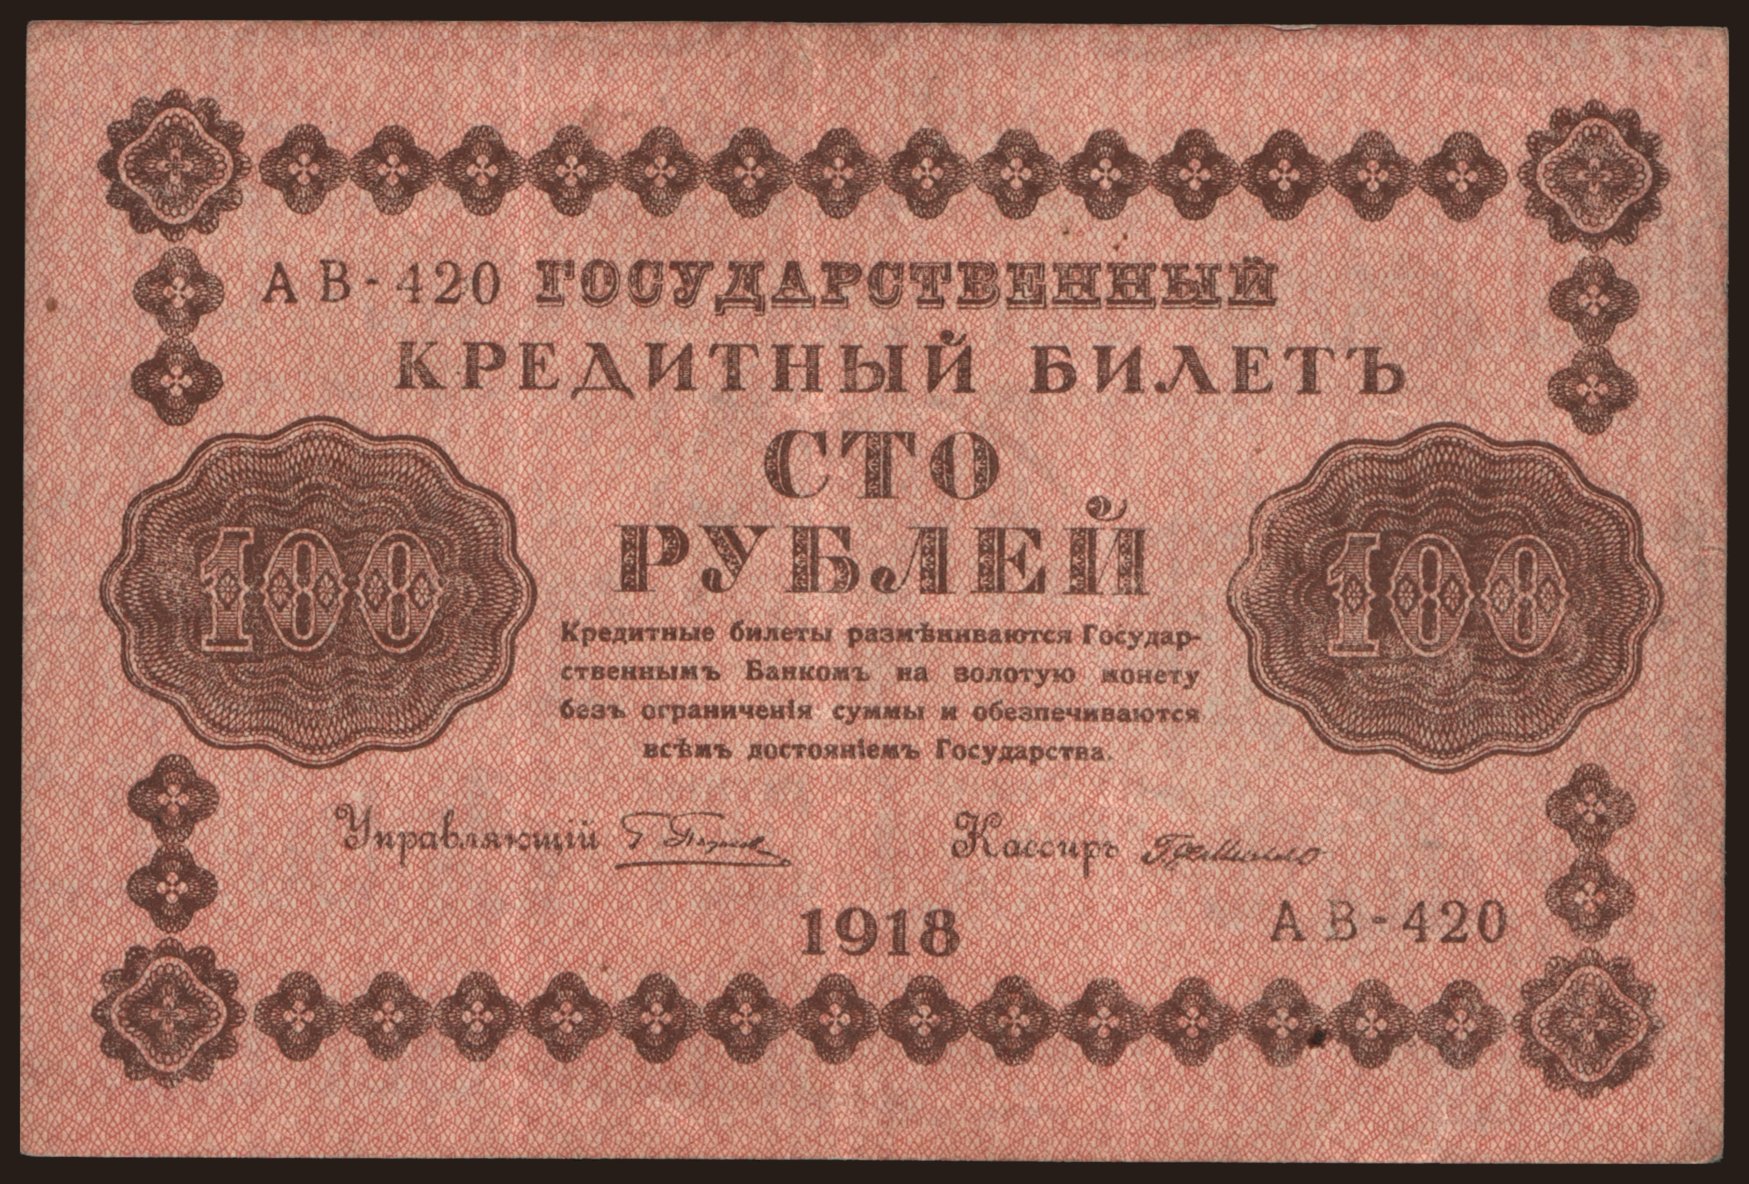 АВ-420 ГОСУДАРСТВЕННЫЙ
КРЕДИТНЫЙ БИЛЕТЪ
СТО
РУБЛЕЙ
100
100
Кредитные билеты размѣниваются Государ-
ственнымъ Банкомъ на золотую монету
безъ ограниченія суммы и обезпечиваются
всѣмъ достояніемъ Государства.
Управляющій
Кассиръ
1918
АВ-420